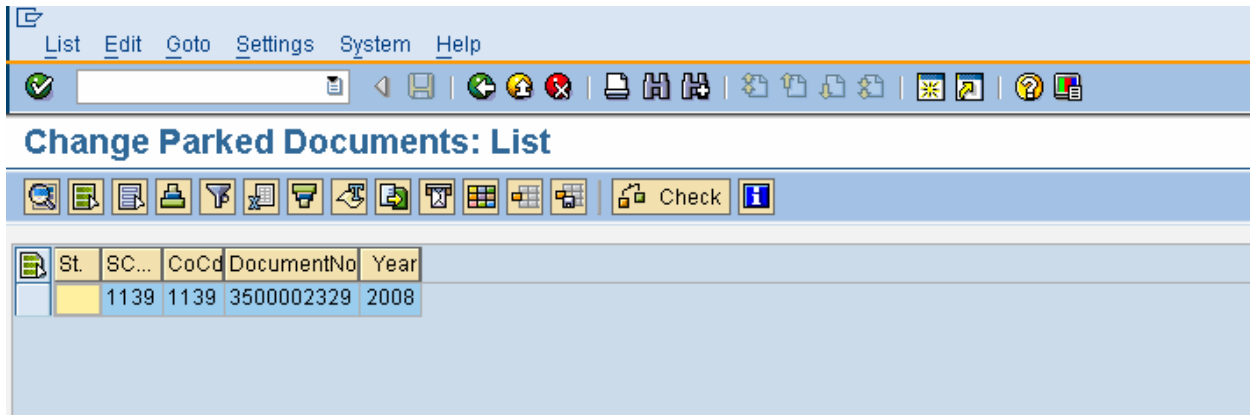 List Edit Goto Settings System Help
Change Parked Documents: List
Check
St. SC... CoCd DocumentNo Year
1139 1139 3500002329 2008